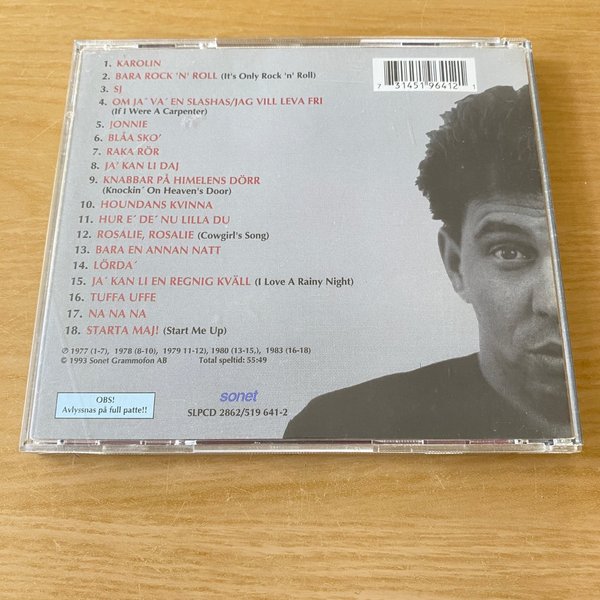 1. KAROLIN
2. BARA ROCK 'N' ROLL (It's Only Rock 'n' Roll)
3. SJ
4. OM JA´ VA´ EN SLASHAS/JAG VILL LEVA FRI
(If I Were A Carpenter)
5. JONNIE
6. BLÅA SKO'
7. RAKA RÖR
8. JA' KAN LI DAJ
9. KNABBAR PÅ HIMELENS DÖRR
(Knockin´ On Heaven's Door)
10. HOUNDANS KVINNA
11. HUR E´ DE´ NU LILLA DU
12. ROSALIE, ROSALIE (Cowgirl's Song)
13. BARA EN ANNAN NATT
14. LÖRDA´
15. JA´ KAN LI EN REGNIG KVÄLL (I Love A Rainy Night)
16. TUFFA UFFE
17. NA NA NA
18. STARTA MAJ! (Start Me Up)
℗ 1977 (1-7), 1978 (8-10), 1979 11-12), 1980 (13-15,), 1983 (16-18)
© 1993 Sonet Grammofon AB Total speltid: 55:49
OBS!
Avlyssnas på full patte!!
sonet
SLPCD 2862/519 641-2
7 31451 96412 1